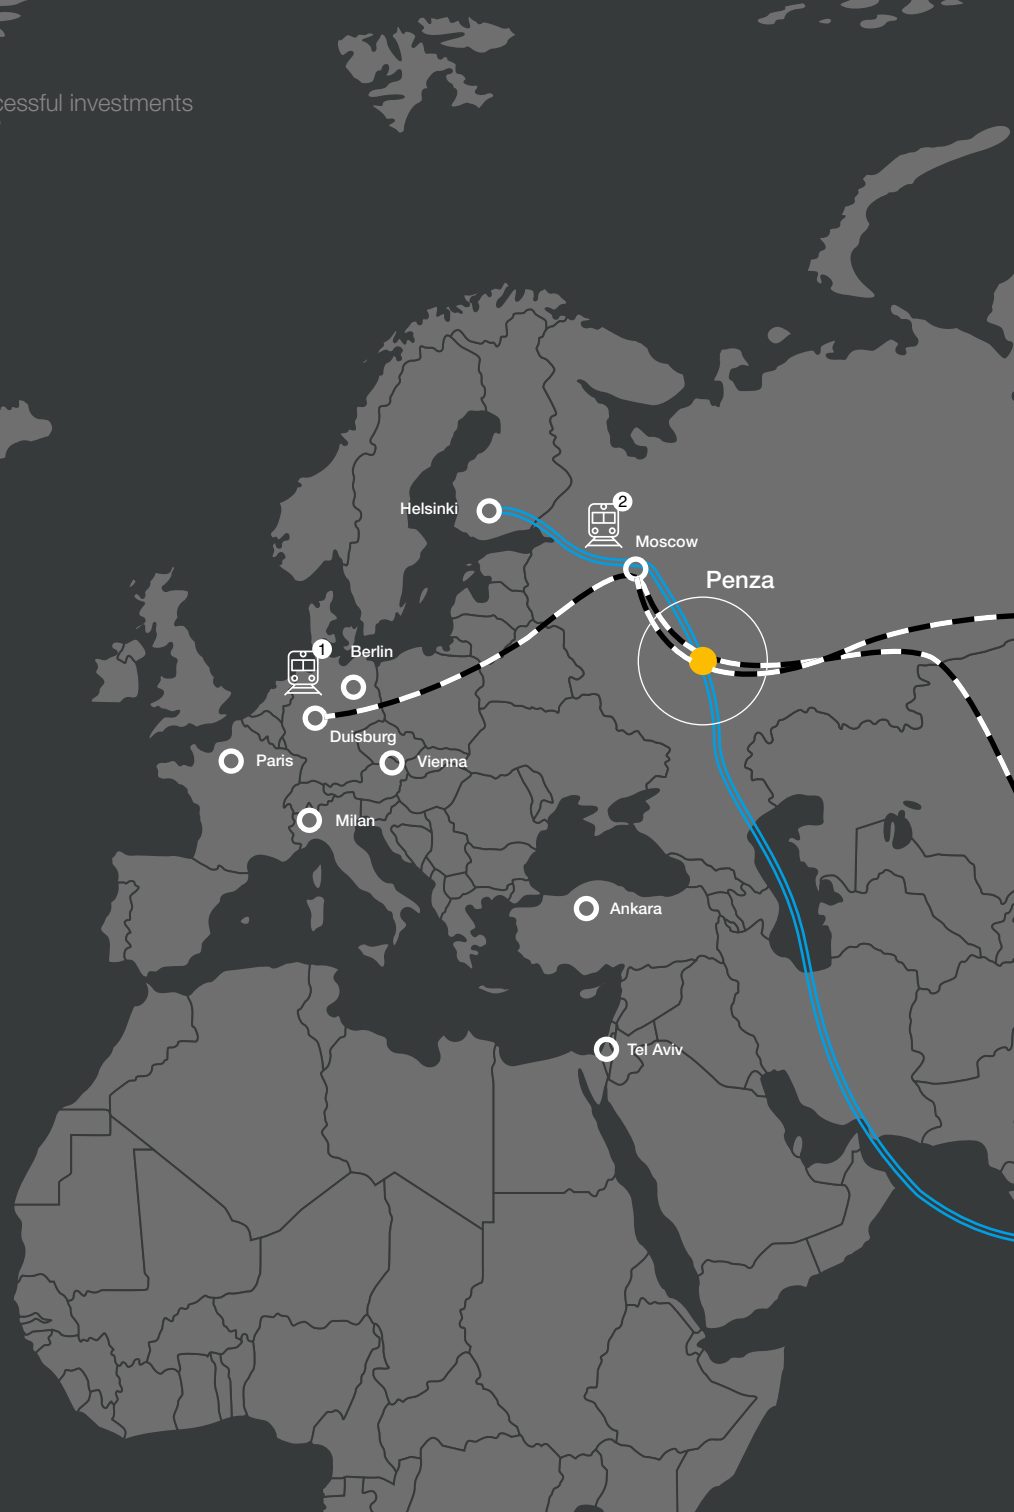 cessful investments
2
Helsinki
Moscow
Penza
1
Berlin
Duisburg
Paris
Vienna
Milan
Ankara
Tel Aviv